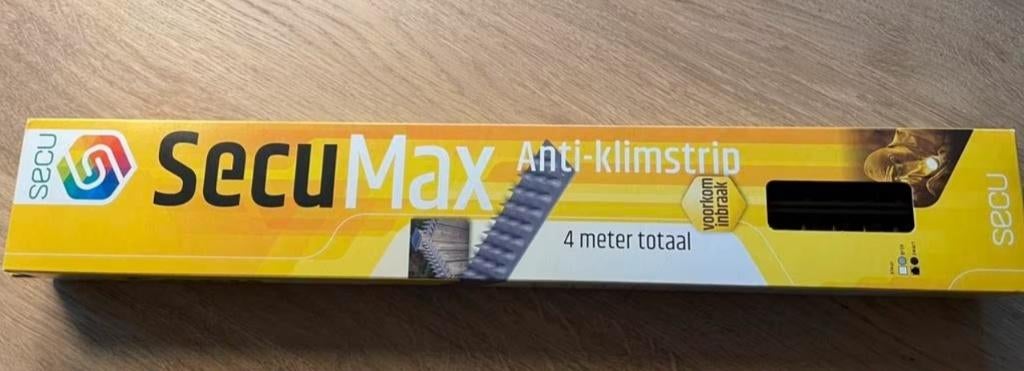 secu
SecuMax
Anti-klimstrip
voorkom
inbraak
4 meter totaal
secu